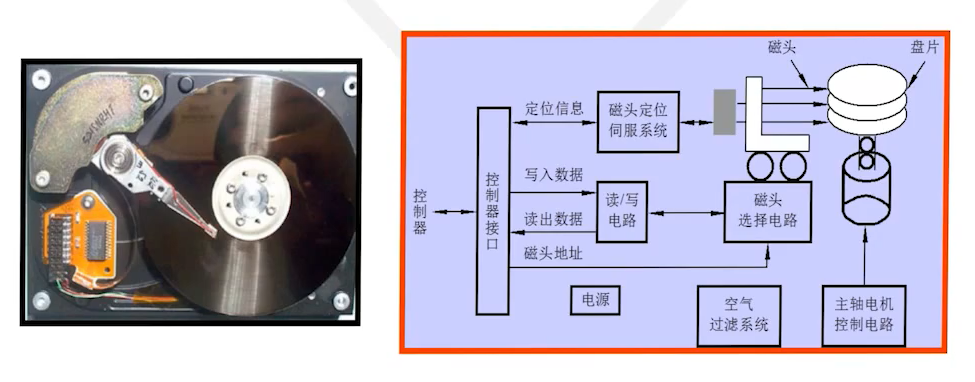 磁头
盘片
定位信息
磁头定位
伺服系统
控制器
控制器接口
写入数据
读出数据
磁头地址
读/写
电路
磁头
选择电路
电源
空气
过滤系统
主轴电机
控制电路